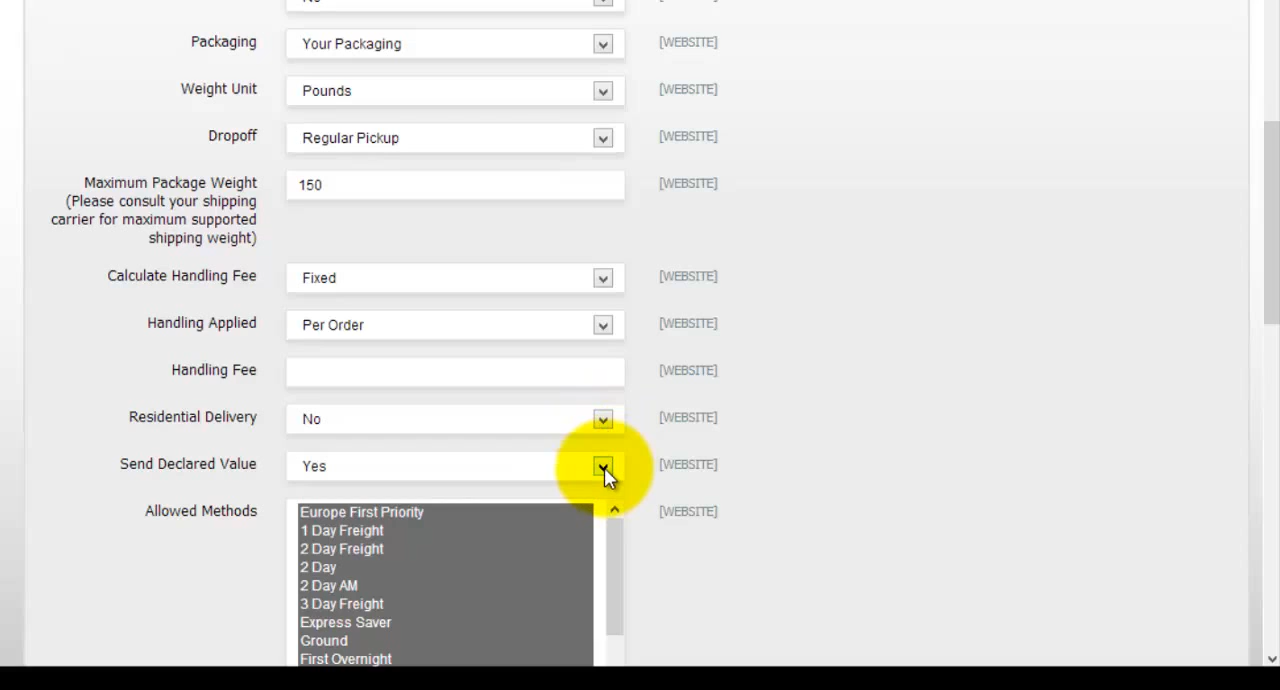 Packaging Your Packaging [WEBSITE]
Weight Unit Pounds [WEBSITE]
Dropoff Regular Pickup [WEBSITE]
Maximum Package Weight 150 [WEBSITE]
(Please consult your shipping
carrier for maximum supported
shipping weight)
Calculate Handling Fee Fixed [WEBSITE]
Handling Applied Per Order [WEBSITE]
Handling Fee [WEBSITE]
Residential Delivery No [WEBSITE]
Send Declared Value Yes [WEBSITE]
Allowed Methods Europe First Priority [WEBSITE]
1 Day Freight
2 Day Freight
2 Day
2 Day AM
3 Day Freight
Express Saver
Ground
First Overnight